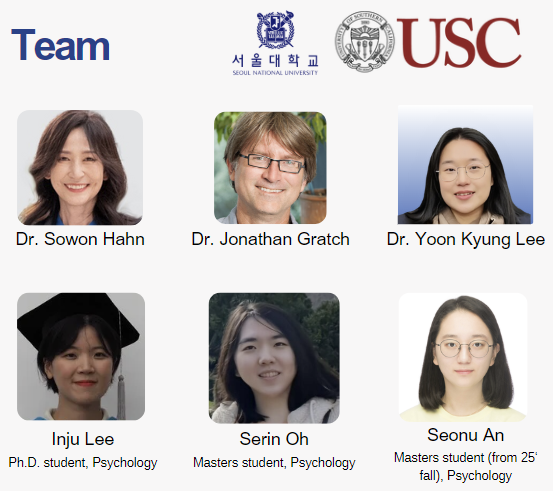 Team
서울대학교
SEOUL NATIONAL UNIVERSITY
USC
Dr. Sowon Hahn
Dr. Jonathan Gratch
Dr. Yoon Kyung Lee
Inju Lee
Ph.D. student, Psychology
Serin Oh
Masters student, Psychology
Seonu An
Masters student (from 25‘
fall), Psychology